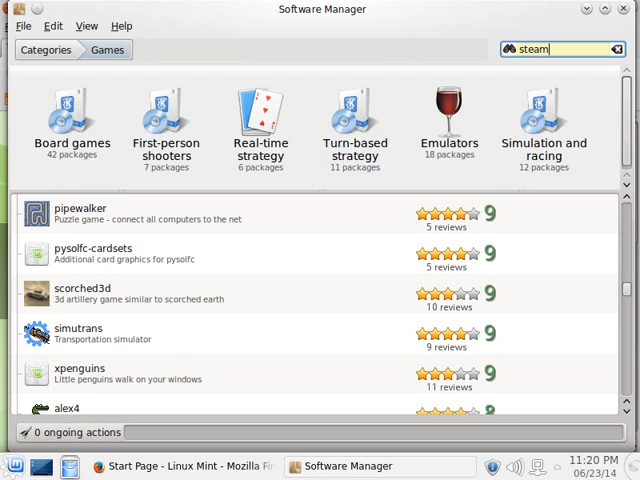 Software Manager
File Edit View Help
Categories Games steam
Board games First-person shooters Real-time strategy Turn-based strategy Emulators Simulation and racing
42 packages 7 packages 6 packages 11 packages 18 packages 12 packages
pipewalker
Puzzle game - connect all computers to the net
9
5 reviews
pysolfc-cardsets
Additional card graphics for pysolfc
9
5 reviews
scorched3d
3d artillery game similar to scorched earth
9
10 reviews
simutrans
Transportation simulator
9
9 reviews
xpenguins
Little penguins walk on your windows
9
11 reviews
alex4
0 ongoing actions
Start Page - Linux Mint - Mozilla Fir Software Manager 11:20 PM
06/23/14